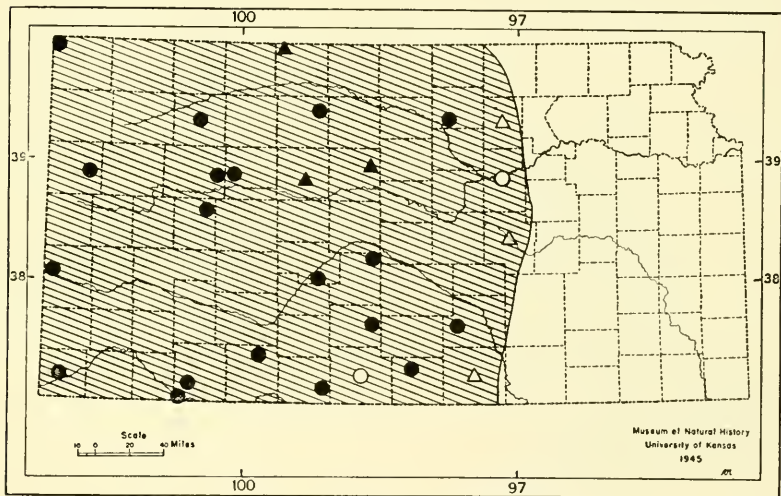 100 97
39 39
38 38
Scale
10 0 20 40 Miles
Museum of Natural History
University of Kansas
1945
100 97